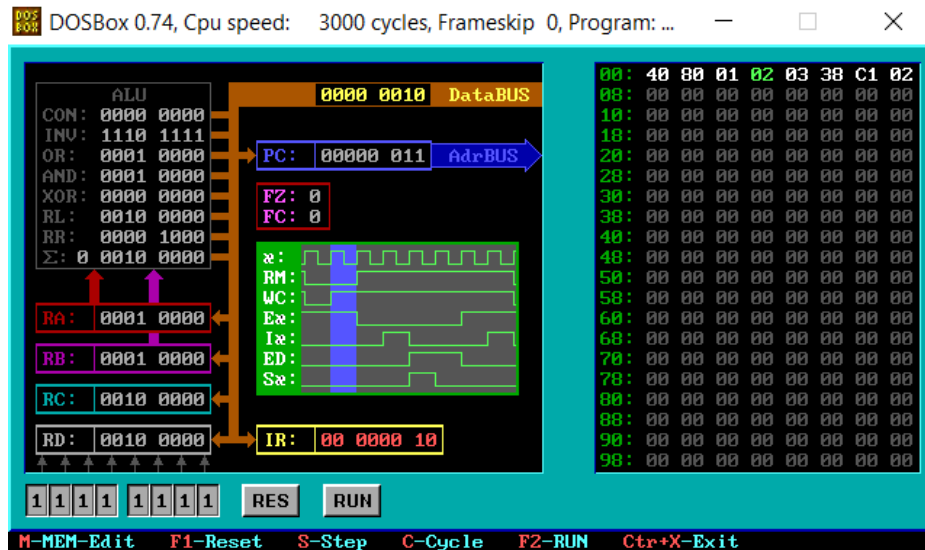 DOSBox 0.74, Cpu speed: 3000 cycles, Frameskip 0, Program: ...
ALU
CON: 0000 0000
INV: 1110 1111
OR: 0001 0000
AND: 0001 0000
XOR: 0000 0000
RL: 0010 0000
RR: 0000 1000
Σ: 0 0010 0000
RA: 0001 0000
RB: 0001 0000
RC: 0010 0000
RD: 0010 0000
0000 0010 DataBUS
PC: 00000 011 AdrBUS
FZ: 0
FC: 0
æ:
RM:
WC:
Eæ:
Iæ:
ED:
Sæ:
IR: 00 0000 10
1 1 1 1 1 1 1 1 RES RUN
00: 40 80 01 02 03 38 C1 02
08: 00 00 00 00 00 00 00 00
10: 00 00 00 00 00 00 00 00
18: 00 00 00 00 00 00 00 00
20: 00 00 00 00 00 00 00 00
28: 00 00 00 00 00 00 00 00
30: 00 00 00 00 00 00 00 00
38: 00 00 00 00 00 00 00 00
40: 00 00 00 00 00 00 00 00
48: 00 00 00 00 00 00 00 00
50: 00 00 00 00 00 00 00 00
58: 00 00 00 00 00 00 00 00
60: 00 00 00 00 00 00 00 00
68: 00 00 00 00 00 00 00 00
70: 00 00 00 00 00 00 00 00
78: 00 00 00 00 00 00 00 00
80: 00 00 00 00 00 00 00 00
88: 00 00 00 00 00 00 00 00
90: 00 00 00 00 00 00 00 00
98: 00 00 00 00 00 00 00 00
M-MEM-Edit F1-Reset S-Step C-Cycle F2-RUN Ctr+X-Exit